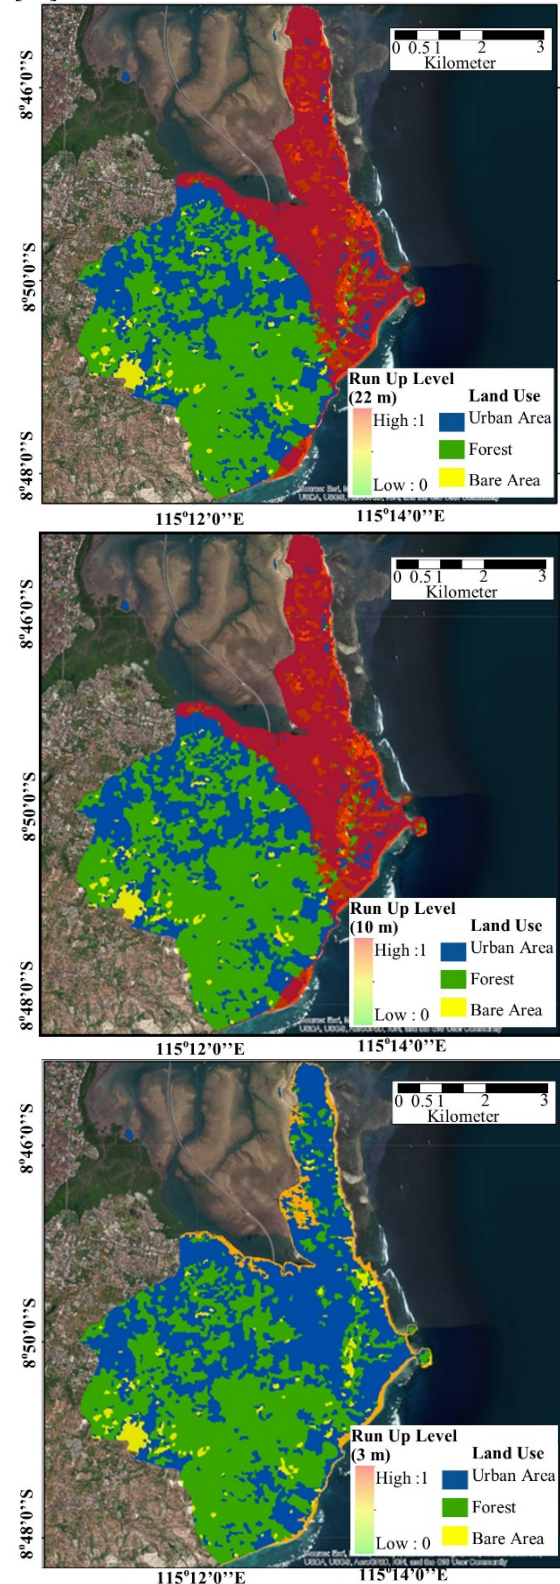 0 0.5 1 2 3
Kilometer
8°46'0''S
8°50'0''S
8°48'0''S
Run Up Level
(22 m)
High :1
Low : 0
Land Use
Urban Area
Forest
Bare Area
115°12'0''E 115°14'0''E
0 0.5 1 2 3
Kilometer
8°46'0''S
8°50'0''S
8°48'0''S
Run Up Level
(10 m)
High :1
Low : 0
Land Use
Urban Area
Forest
Bare Area
115°12'0''E 115°14'0''E
0 0.5 1 2 3
Kilometer
8°46'0''S
8°50'0''S
8°48'0''S
Run Up Level
(3 m)
High :1
Low : 0
Land Use
Urban Area
Forest
Bare Area
115°12'0''E 115°14'0''E